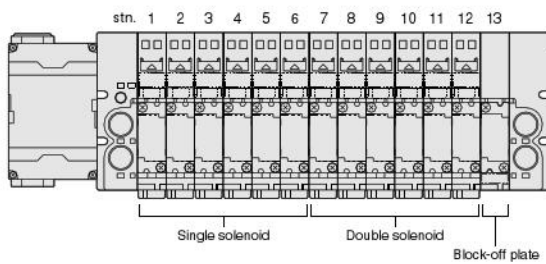 stn. 1 2 3 4 5 6 7 8 9 10 11 12 13
Single solenoid Double solenoid
Block-off plate